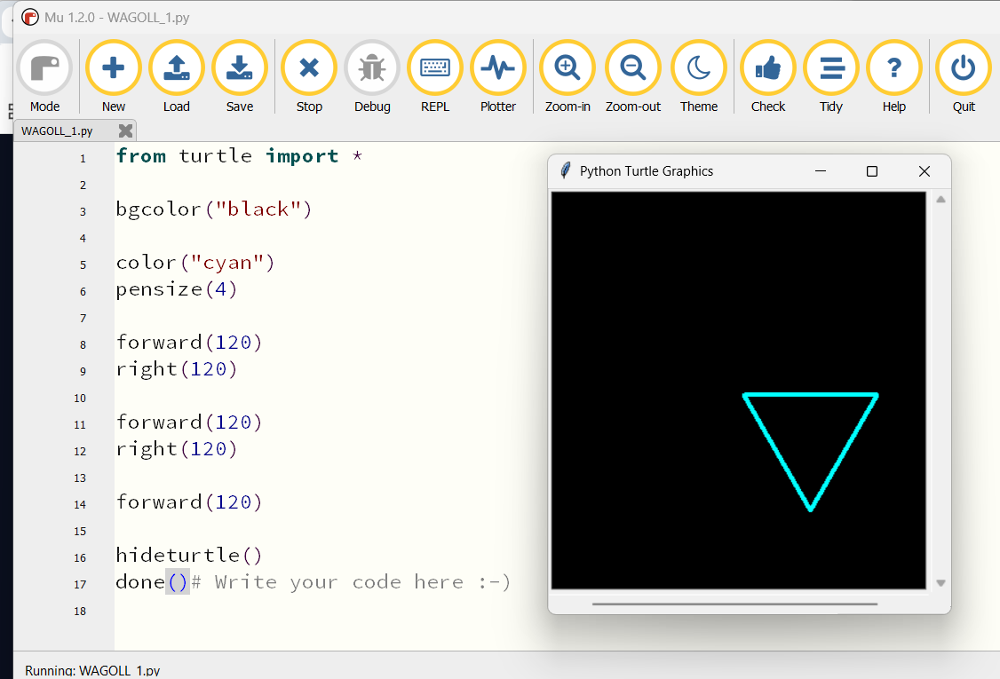 Mu 1.2.0 - WAGOLL_1.py
Mode New Load Save Stop Debug REPL Plotter Zoom-in Zoom-out Theme Check Tidy Help Quit
WAGOLL_1.py
1 from turtle import *
2
3 bgcolor("black")
4
5 color("cyan")
6 pensize(4)
7
8 forward(120)
9 right(120)
10
11 forward(120)
12 right(120)
13
14 forward(120)
15
16 hideturtle()
17 done()# Write your code here :-)
18
Python Turtle Graphics
Running: WAGOLL_1.py